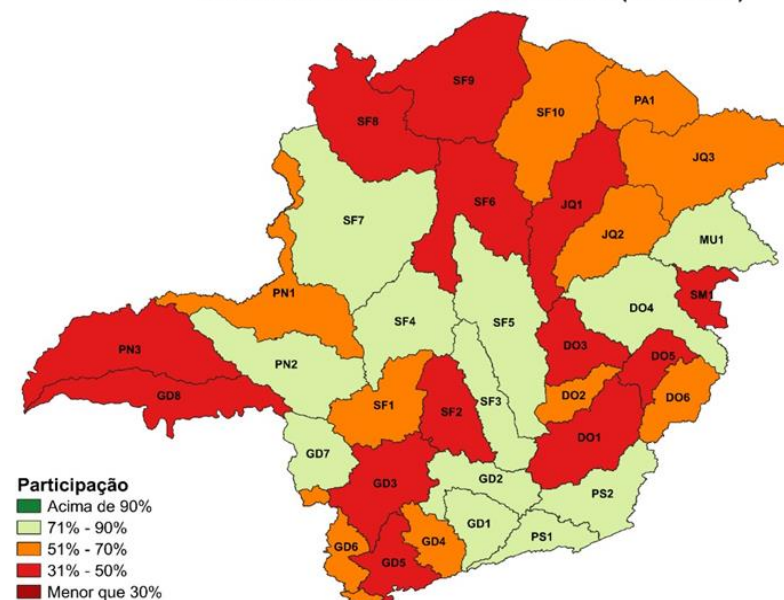 SF9
SF8
SF10
PA1
JQ3
SF6
JQ1
SF7
JQ2
MU1
PN1
SM1
SF4
SF5
DO4
PN3
DO3
PN2
DO5
GD8
SF1
SF2
SF3
DO2
DO6
DO1
GD7
GD3
GD2
PS2
GD1
GD4
PS1
GD6
GD5
Participação
Acima de 90%
71% - 90%
51% - 70%
31% - 50%
Menor que 30%